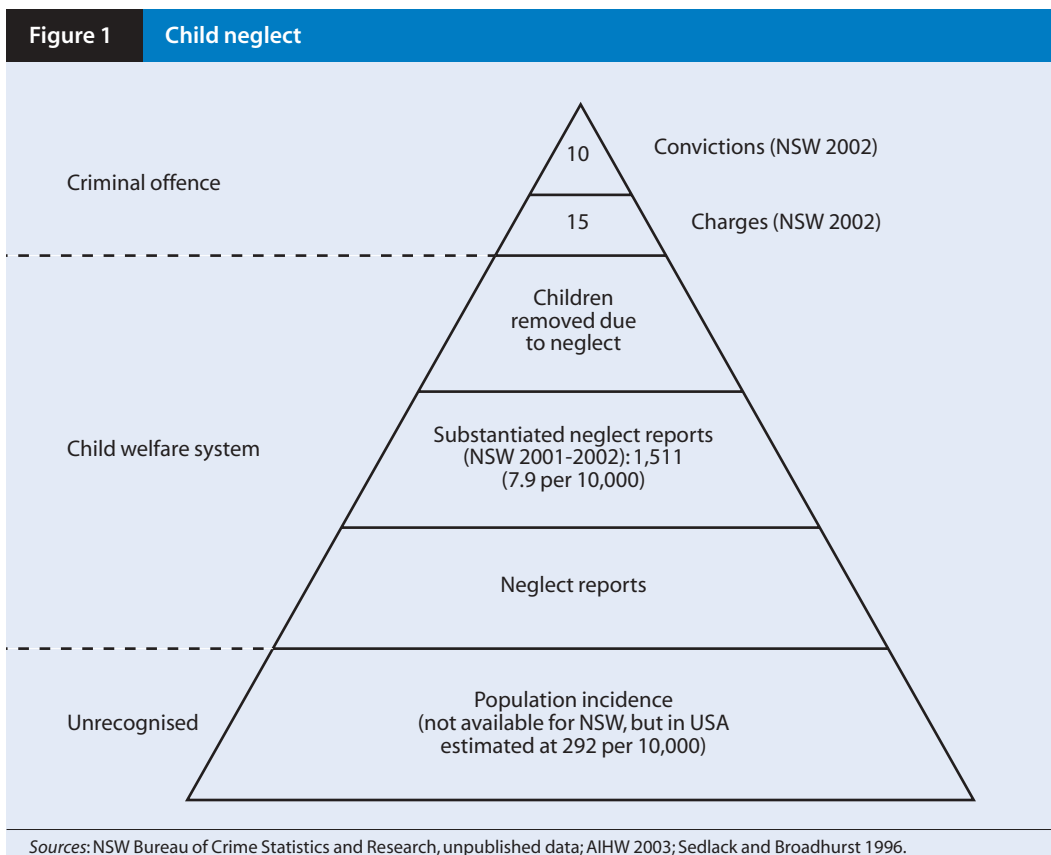 Figure 1 Child neglect
10 Convictions (NSW 2002)
Criminal offence
15 Charges (NSW 2002)
Children
removed due
to neglect
Child welfare system
Substantiated neglect reports
(NSW 2001-2002): 1,511
(7.9 per 10,000)
Neglect reports
Unrecognised
Population incidence
(not available for NSW, but in USA
estimated at 292 per 10,000)
Sources: NSW Bureau of Crime Statistics and Research, unpublished data; AIHW 2003; Sedlack and Broadhurst 1996.